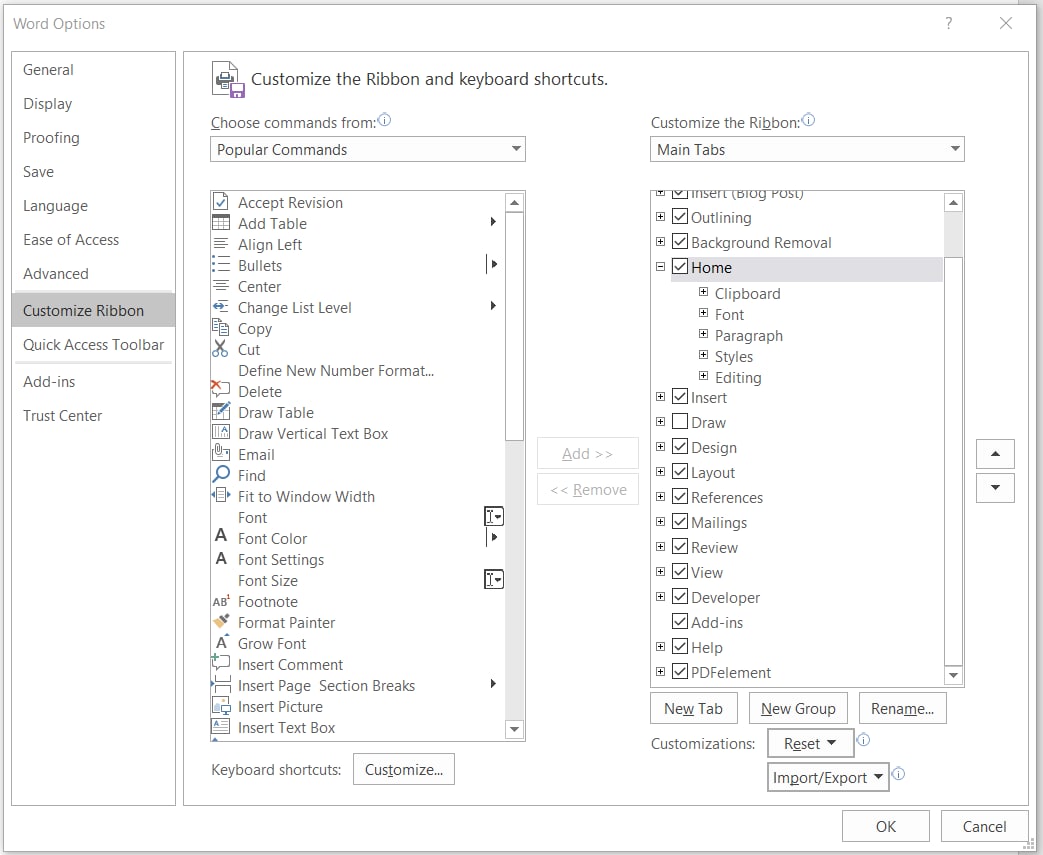 Word Options
?
General
Display
Proofing
Save
Language
Ease of Access
Advanced
Customize Ribbon
Quick Access Toolbar
Add-ins
Trust Center
Customize the Ribbon and keyboard shortcuts.
Choose commands from:
Popular Commands
Accept Revision
Add Table
Align Left
Bullets
Center
Change List Level
Copy
Cut
Define New Number Format...
Delete
Draw Table
Draw Vertical Text Box
Email
Find
Fit to Window Width
Font
Font Color
Font Settings
Font Size
Footnote
Format Painter
Grow Font
Insert Comment
Insert Page  Section Breaks
Insert Picture
Insert Text Box
Keyboard shortcuts: Customize...
Add >>
<< Remove
Customize the Ribbon:
Main Tabs
Insert (Blog Post)
Outlining
Background Removal
Home
Clipboard
Font
Paragraph
Styles
Editing
Insert
Draw
Design
Layout
References
Mailings
Review
View
Developer
Add-ins
Help
PDFelement
New Tab New Group Rename...
Customizations: Reset
Import/Export
OK Cancel